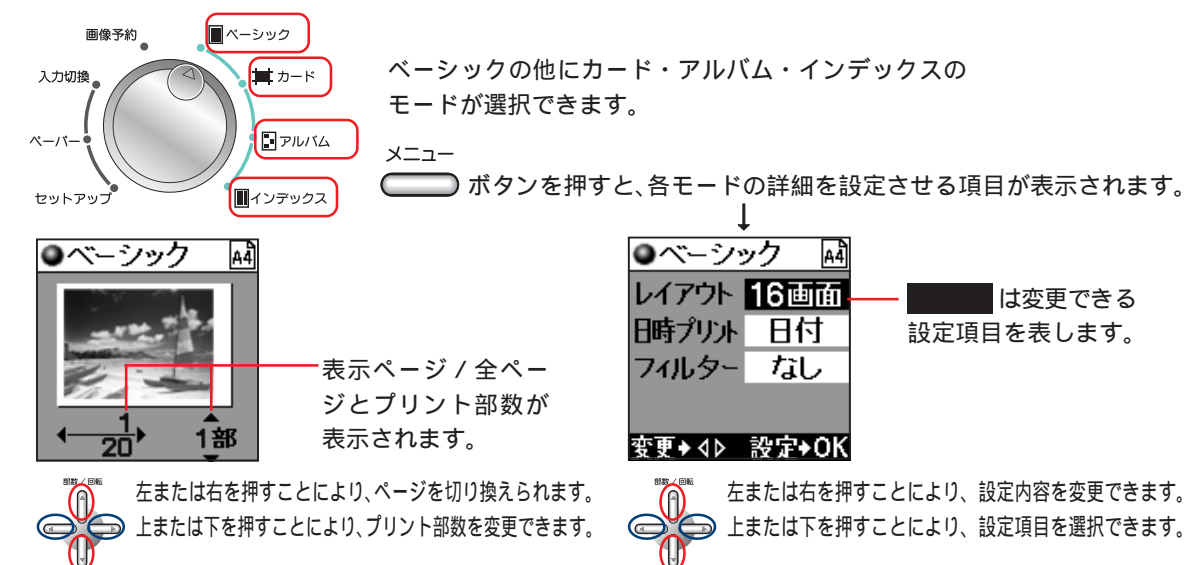 画像予約
ベーシック
入力切換
カード
ペーパー
アルバム
セットアップ
インデックス
ベーシックの他にカード・アルバム・インデックスの
モードが選択できます。
メニュー
ボタンを押すと、各モードの詳細を設定させる項目が表示されます。
↓
●ベーシック A4
1
20
1部
表示ページ / 全ペー
ジとプリント部数が
表示されます。
部数／回転
左または右を押すことにより、ページを切り換えられます。
上または下を押すことにより、プリント部数を変更できます。
●ベーシック A4
レイアウト 16画面
日時プリント 日付
フィルター なし
変更➧◁▷ 設定➧OK
は変更できる
設定項目を表します。
部数／回転
左または右を押すことにより、設定内容を変更できます。
上または下を押すことにより、設定項目を選択できます。